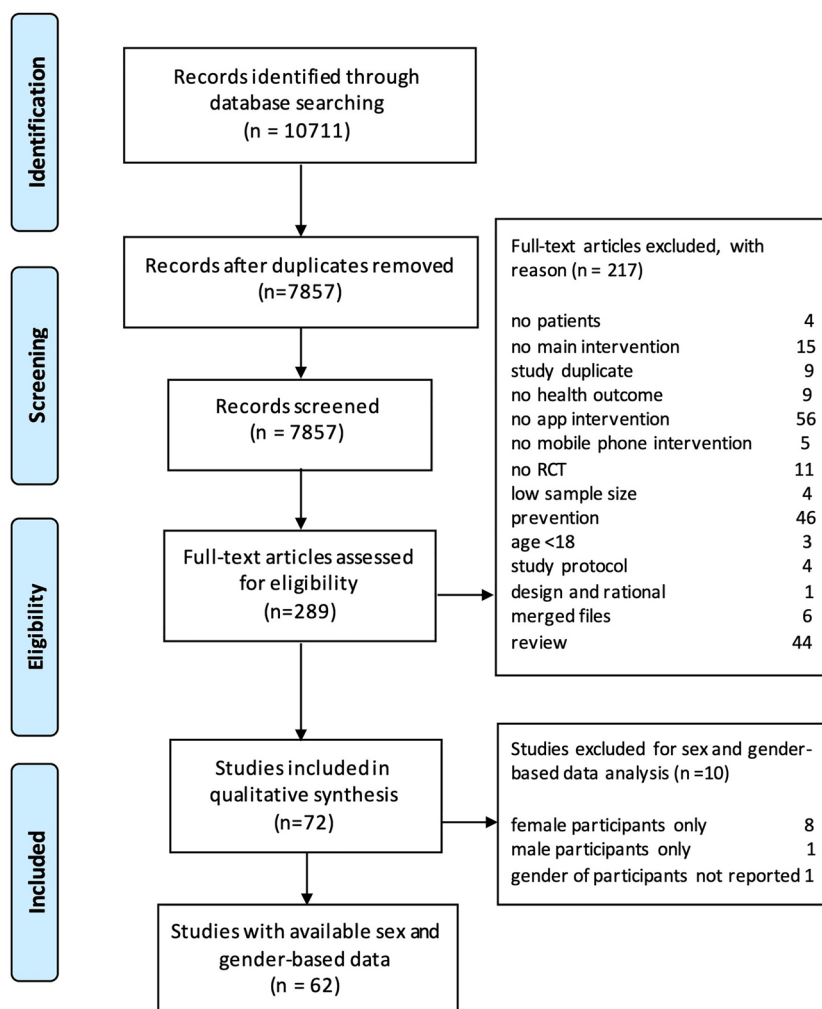 Identification
Records identified through
database searching
(n = 10711)
Records after duplicates removed
(n=7857)
Screening
Records screened
(n = 7857)
Full-text articles excluded, with
reason (n = 217)
no patients 4
no main intervention 15
study duplicate 9
no health outcome 9
no app intervention 56
no mobile phone intervention 5
no RCT 11
low sample size 4
prevention 46
age <18 3
study protocol 4
design and rational 1
merged files 6
review 44
Eligibility
Full-text articles assessed
for eligibility
(n=289)
Studies included in
qualitative synthesis
(n=72)
Studies excluded for sex and gender-
based data analysis (n =10)
female participants only 8
male participants only 1
gender of participants not reported 1
Included
Studies with available sex and
gender-based data
(n = 62)